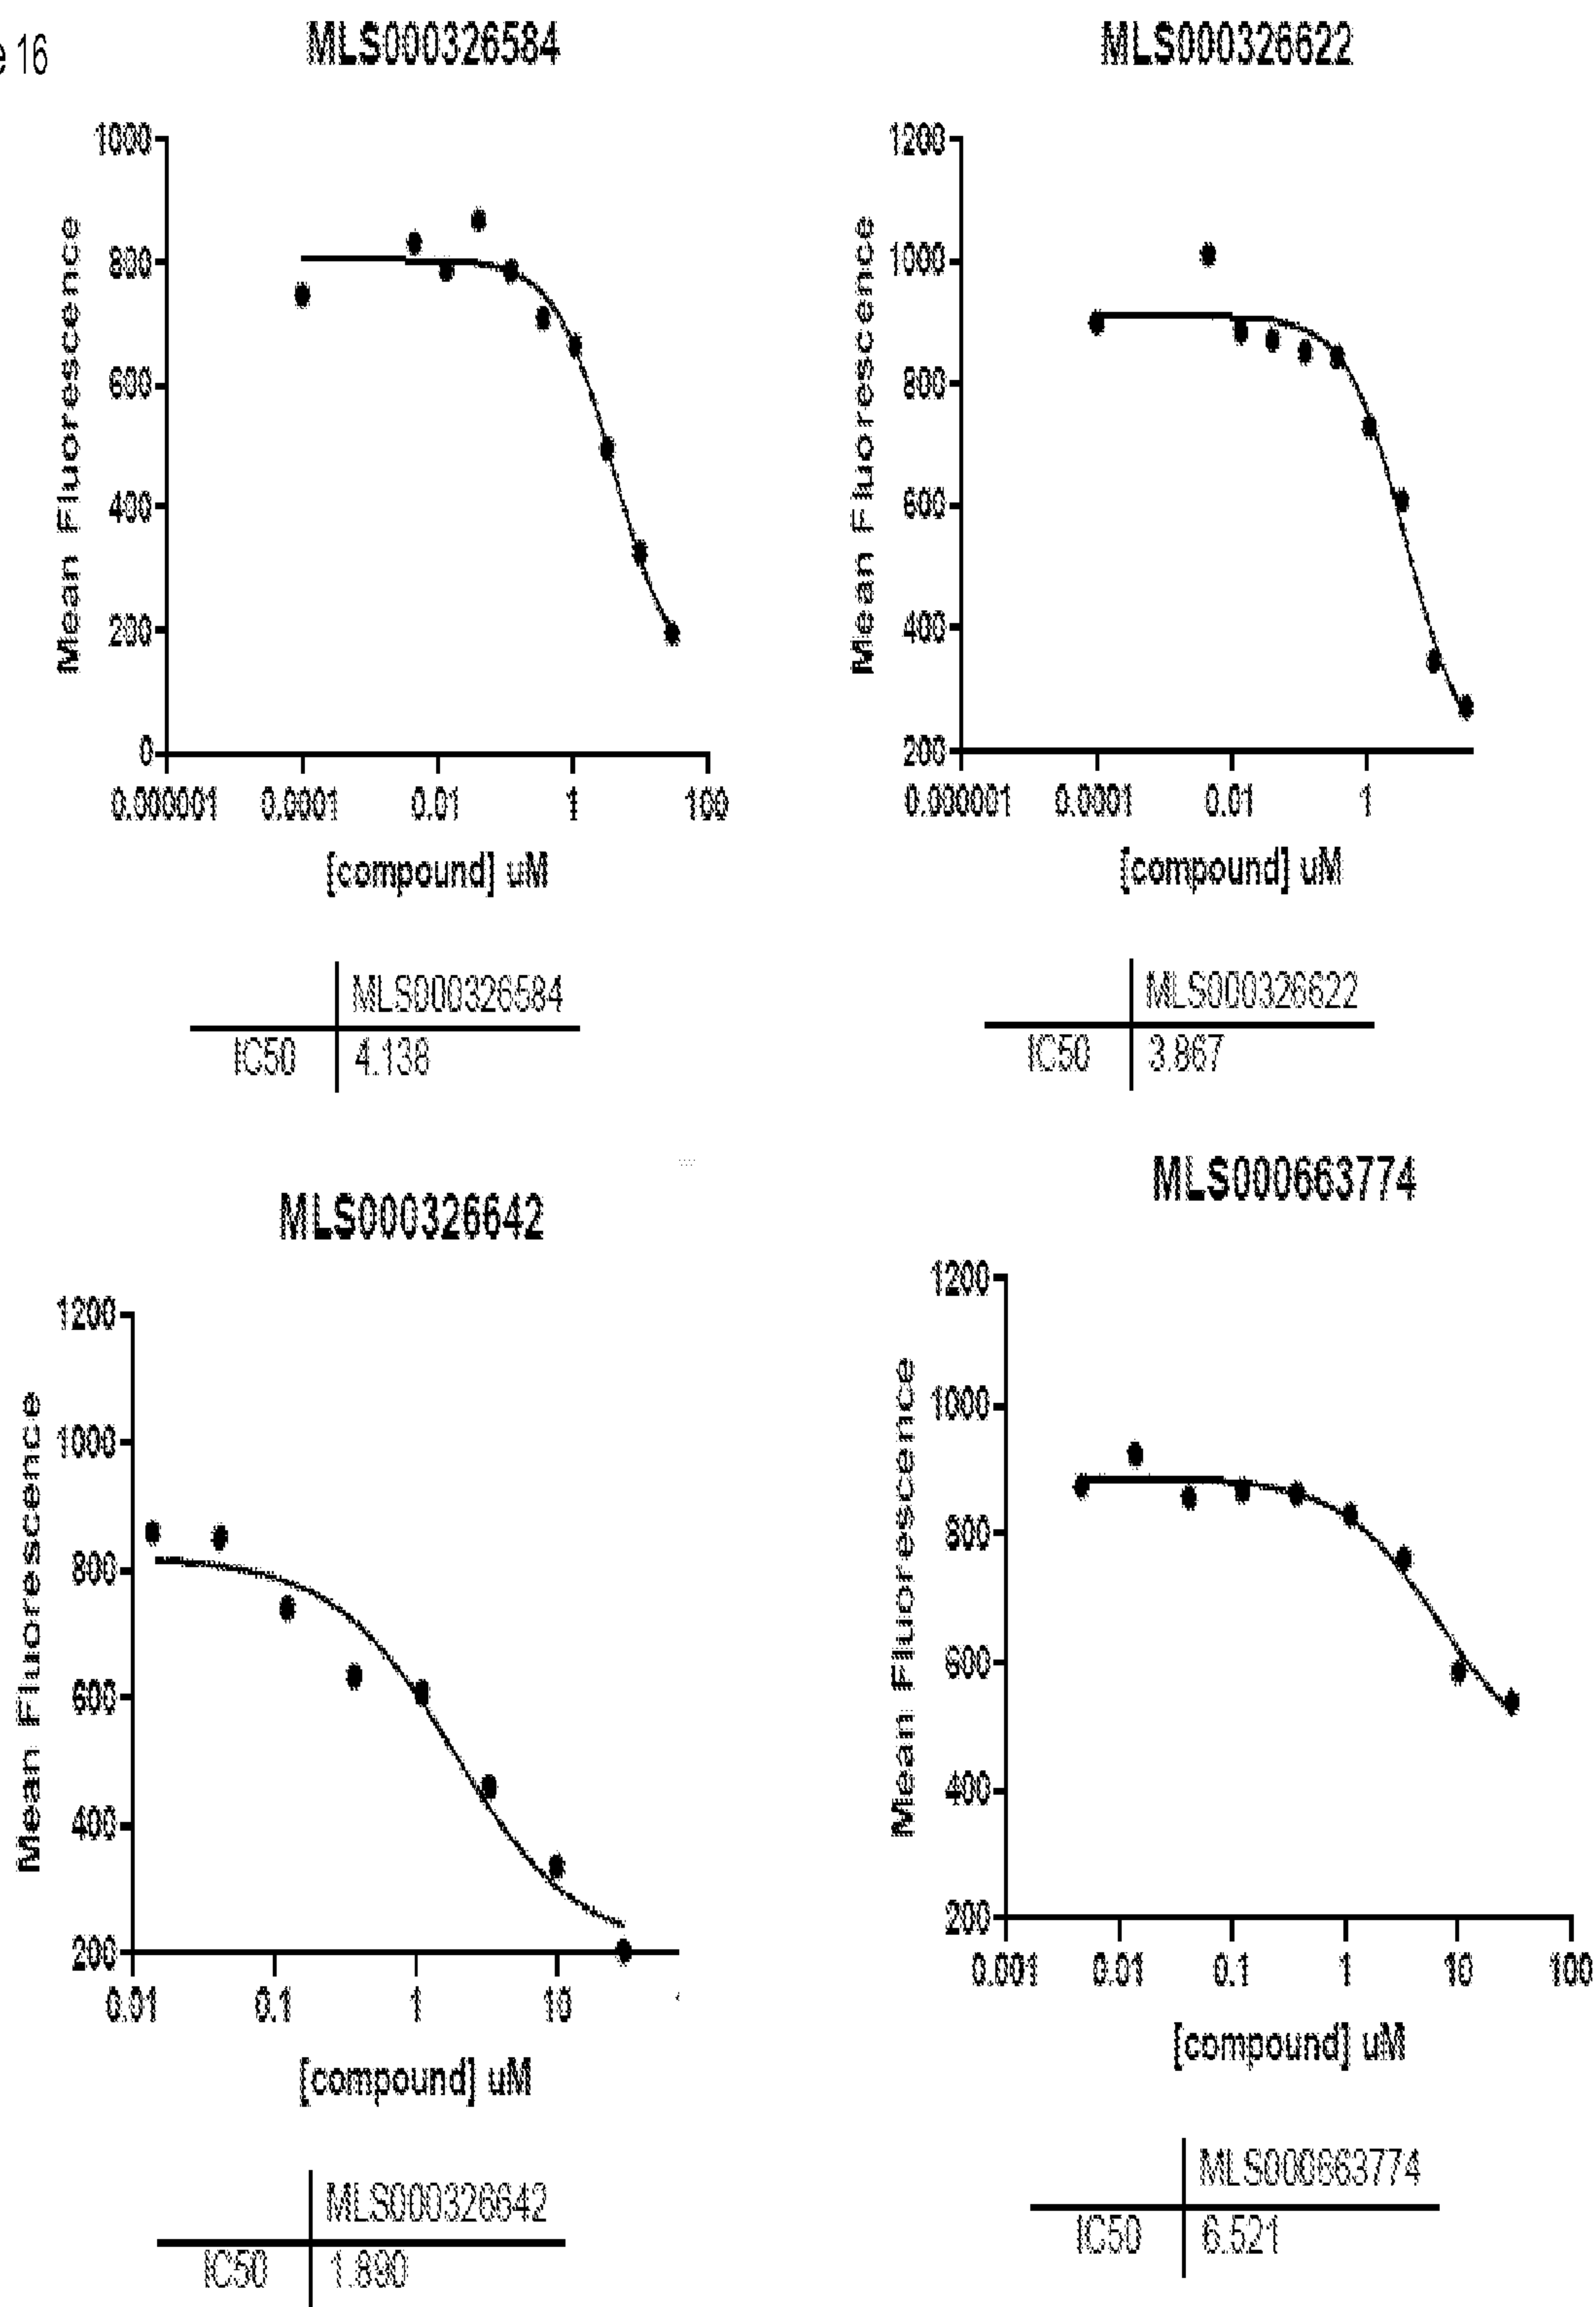 e 16
MLS000326584
1000
800
600
400
200
0
Mean Fluorescence
0.000001 0.0001 0.01 1 100
[compound] uM
MLS000326584
IC50 4.138
MLS000326622
1200
1000
800
600
400
200
Mean Fluorescence
0.000001 0.0001 0.01 1
[compound] uM
MLS000326622
IC50 3.867
MLS000326642
1200
1000
800
600
400
200
Mean Fluorescence
0.01 0.1 1 10
[compound] uM
MLS000326642
IC50 1.890
MLS000663774
1200
1000
800
600
400
200
Mean Fluorescence
0.001 0.01 0.1 1 10 100
[compound] uM
MLS000663774
IC50 6.521